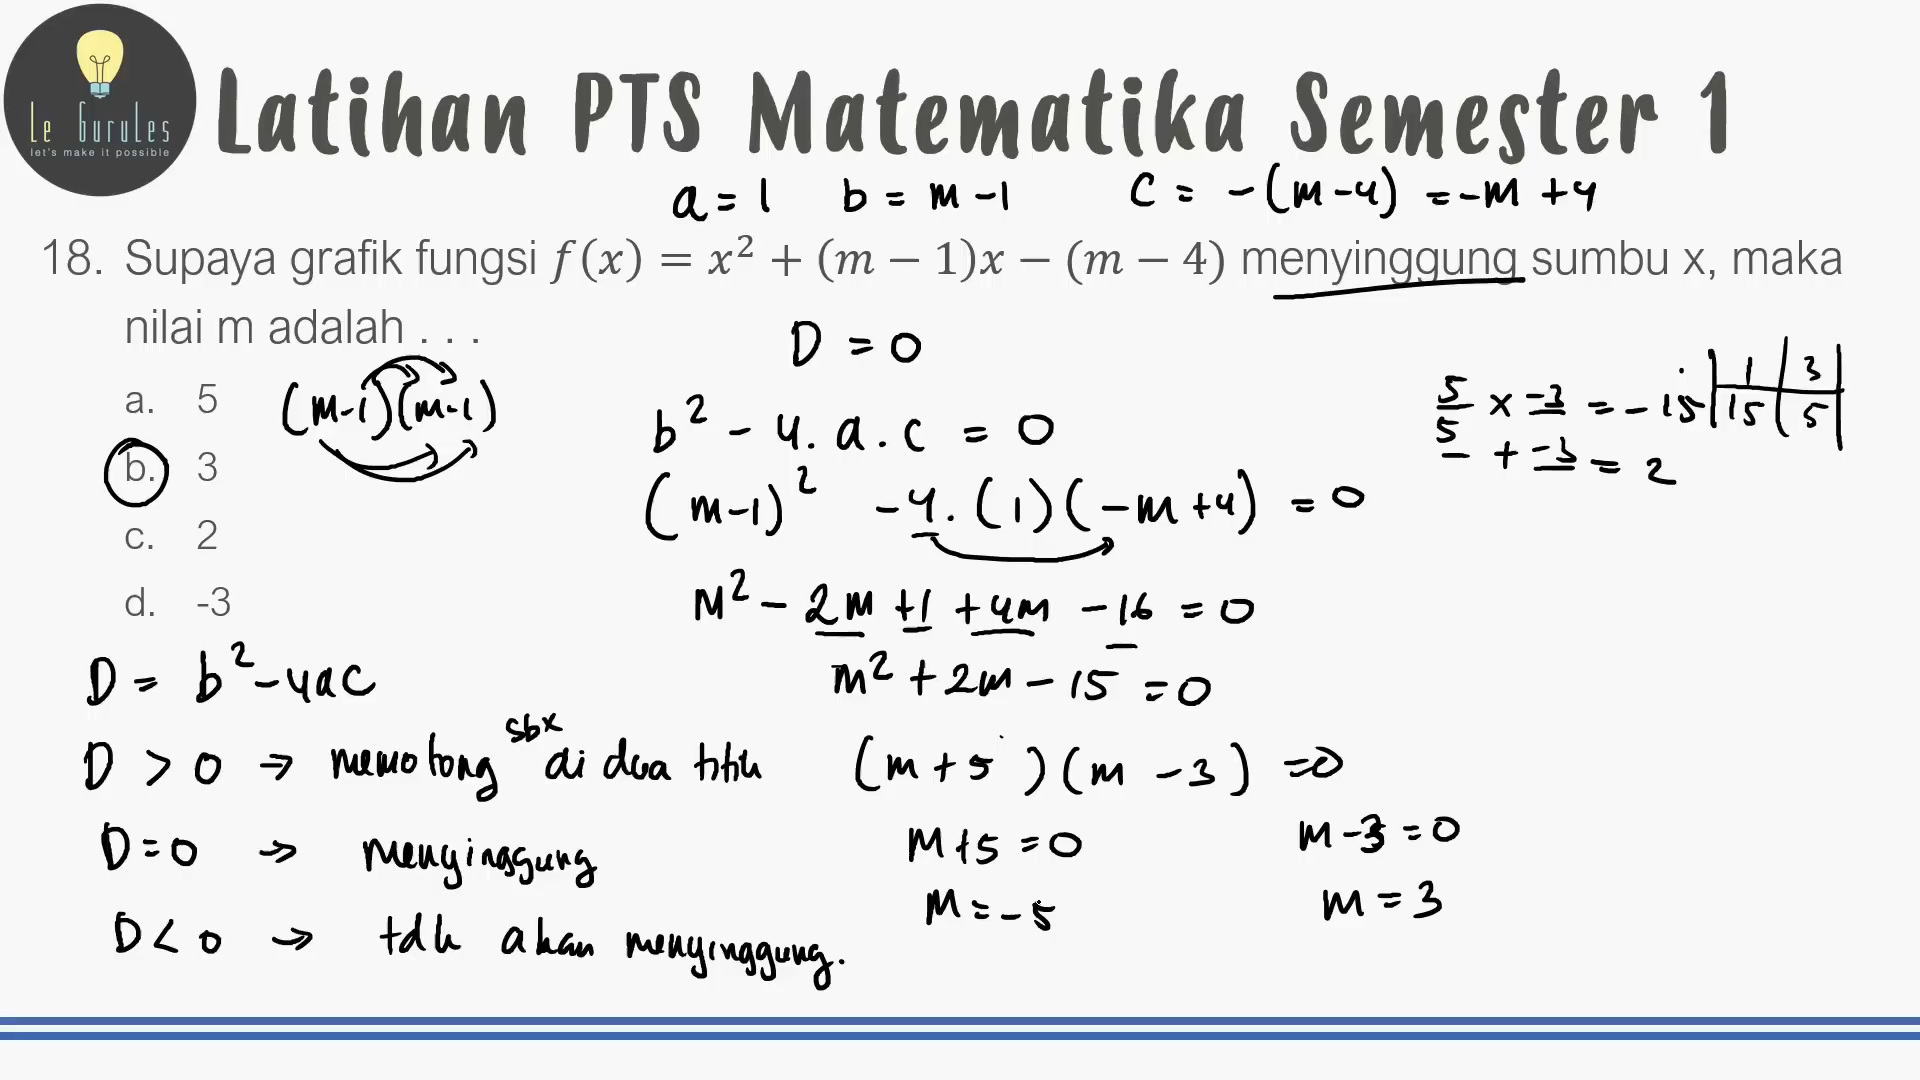 Le GuruLes
let's make it possible
Latihan PTS Matematika Semester 1
a = 1 b = m - 1 C = -(m-4) = -m + 4
18. Supaya grafik fungsi f(x) = x² + (m − 1)x − (m − 4) menyinggung sumbu x, maka
nilai m adalah . . .
a. 5
b. 3
c. 2
d. -3
(m-1)(m-1)
D = 0
b² - 4. a. c = 0
(m-1)² -4. (1)(-m+4) = 0
m² - 2m +1 +4m -16 = 0
m² + 2m - 15 = 0
(m + 5 )(m - 3) = 0
m+5 = 0 m-3 = 0
m = -5 m = 3
5 x -3 = -15
5 + -3 = 2
1 3
15 5
D = b² - 4ac
D > 0 → memotong sbx di dua titik
D = 0 → menyinggung
D < 0 → tdk akan menyinggung.